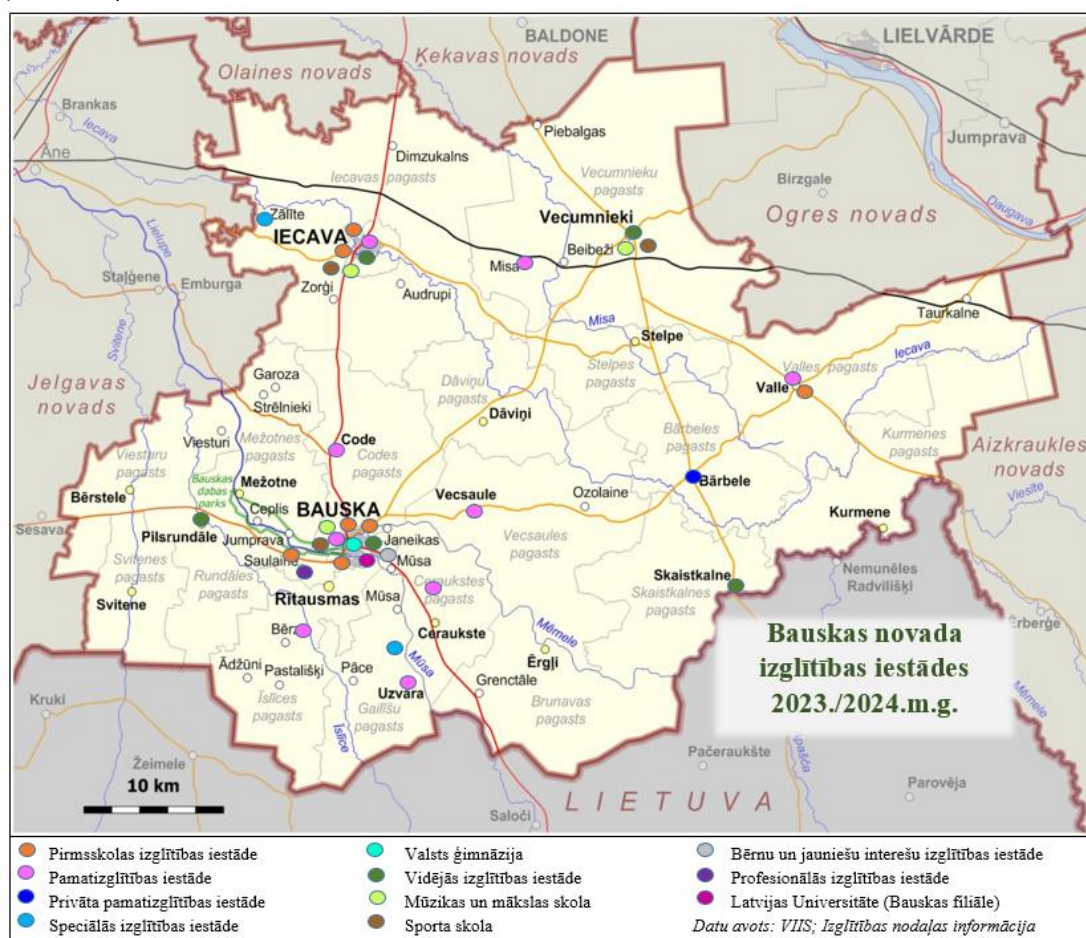 BALDONE
LIELVĀRDE
Ķekavas novads
Olaines novads
Brankas
Iecava
Āne
Piebalgas
Jumprava
Dimzukalns
Iecavas pagasts
Vecumnieku
pagasts
Birzgale
Ogres novads
Daugava
Zālīte
IECAVA
Vecumnieki
Beibeži
Misa
Lielupe
Staļģene
Emburga
Zorģi
Audrupi
Taurkalne
Svitene
Misa
Stelpe
Iecava
Stelpes
pagasts
Valles pagasts
Valle
Jelgavas
novads
Garoza
Strēlnieki
Dāviņu
pagasts
Dāviņi
Viesturi
Mežotnes
pagasts
Code
Codes
pagasts
Bārbeles
pagasts
Kurmenes
pagasts
Aizkraukles
novads
Viesturu
pagasts
Bērstele
Bauskas
dabas
parks
Mežotne
Bārbele
Viesīte
Sesava
Ceplis
BAUSKA
Vecsaule
Ozolaine
Kurmene
Pilsrundāle
Jumprava
Janeikas
Vecsaules
pagasts
Saulaine
Mūsa
Svitenes
pagasts
Rundāles
pagasts
Ceraukstes
pagasts
Skaistkalne
Skaistkalnes
pagasts
Nemunēles
Radvilišķi
Svitene
Rītausmas
Mūsa
Ceraukste
Mēmele
Ērberģe
Bērzi
Ādžūni
Pastališķi
Pāce
Mūsa
Ērgļi
Uzvara
Grenctāle
Īslīces
pagasts
Gailīšu
pagasts
Brunavas
pagasts
Īslīce
Bauskas novada
izglītības iestādes
2023./2024.m.g.
Mēmele
Apašča
Kruki
Žeimele
Pačeraukšte
Parovēja
10 km
LIETUVA
Saloči
Pirmsskolas izglītības iestāde
Valsts ģimnāzija
Bērnu un jauniešu interešu izglītības iestāde
Pamatizglītības iestāde
Vidējās izglītības iestāde
Profesionālās izglītības iestāde
Privāta pamatizglītības iestāde
Mūzikas un mākslas skola
Latvijas Universitāte (Bauskas filiāle)
Speciālās izglītības iestāde
Sporta skola
Datu avots: VIIS; Izglītības nodaļas informācija